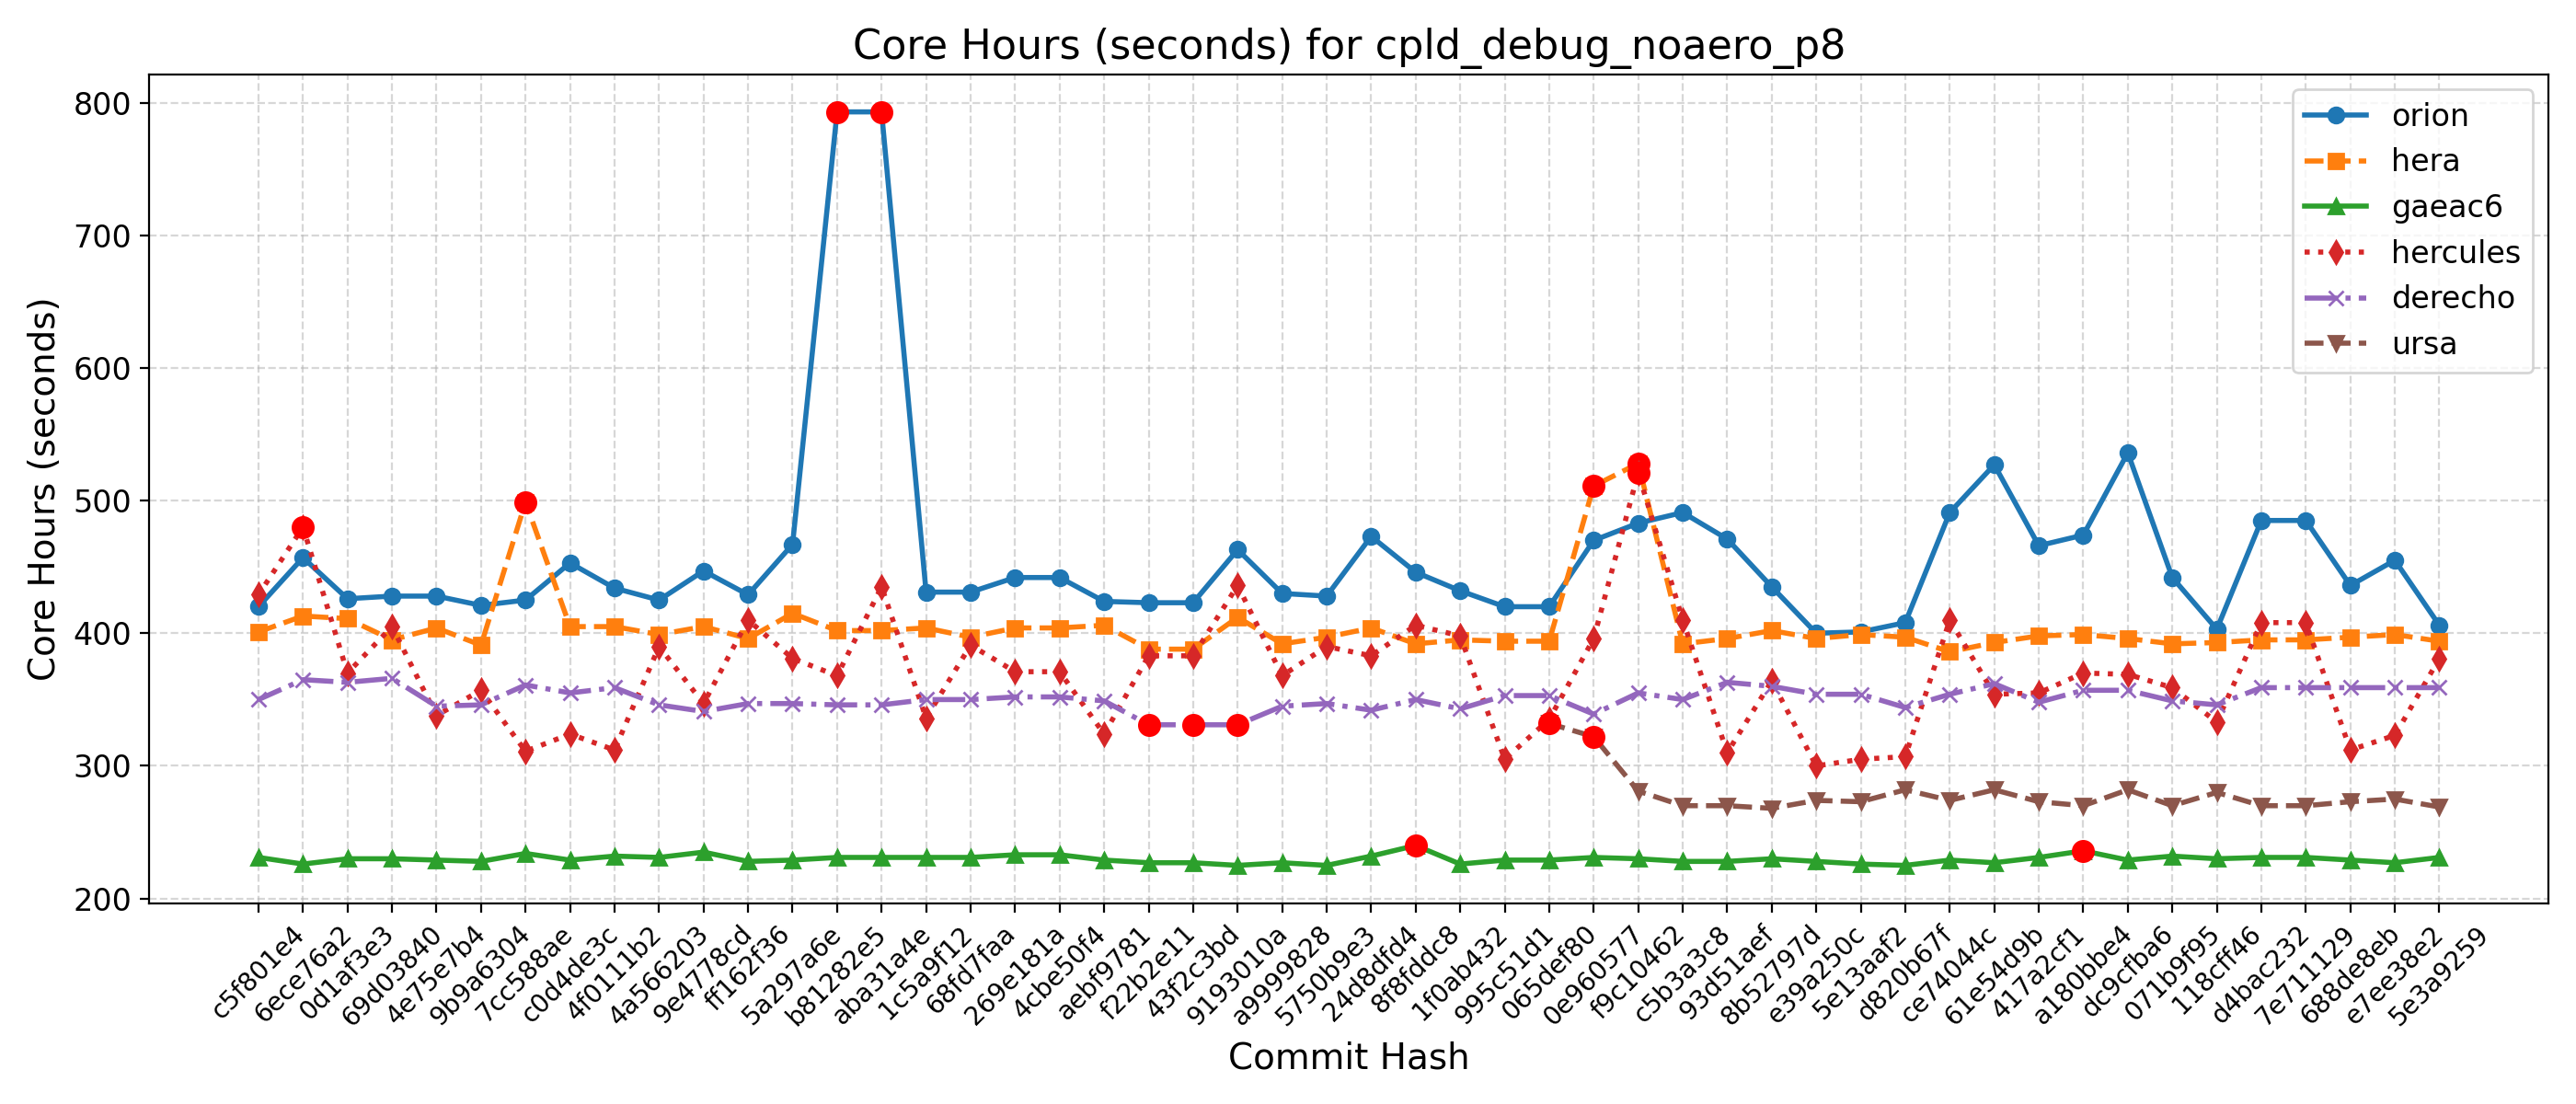 Core Hours (seconds) for cpld_debug_noaero_p8
Core Hours (seconds)
800
700
600
500
400
300
200
orion
hera
gaeac6
hercules
derecho
ursa
c5f801e4
6ece76a2
0d1af3e3
69d03840
4e75e7b4
9b9a6304
7cc588ae
c0d4de3c
4f0111b2
4a566203
9e4778cd
ff162f36
5a297a6e
b81282e5
aba31a4e
1c5a9f12
68fd7faa
269e181a
4cbe50f4
aebf9781
f22b2e11
43f2c3bd
9193010a
a9999828
5750b9e3
24d8dfd4
8f8fddc8
1f0ab432
995c51d1
065def80
0e960577
f9c10462
c5b3a3c8
93d51aef
8b52797d
e39a250c
5e13aaf2
d820b67f
ce74044c
61e54d9b
417a2cf1
a180bbe4
dc9cfba6
071b9f95
118cff46
d4bac232
7e711129
688de8eb
e7ee38e2
5e3a9259
Commit Hash